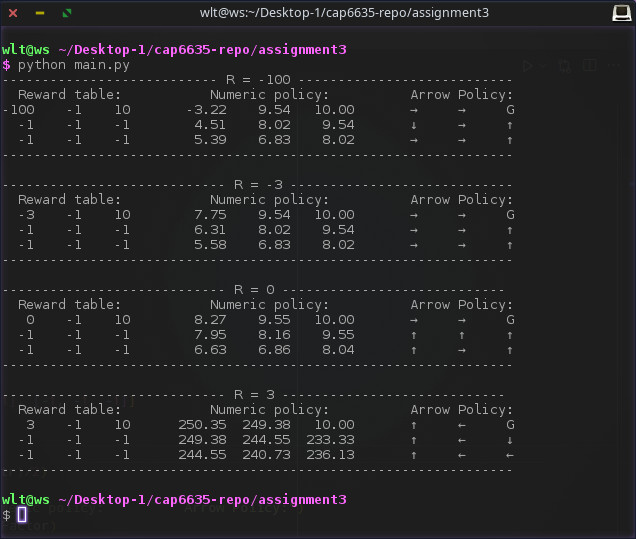 wlt@ws:~/Desktop-1/cap6635-repo/assignment3
wlt@ws ~/Desktop-1/cap6635-repo/assignment3
$ python main.py
--------------------------- R = -100 ---------------------------
Reward table: Numeric policy: Arrow Policy:
-100 -1 10 -3.22 9.54 10.00 → → G
-1 -1 -1 4.51 8.02 9.54 ↓ → ↑
-1 -1 -1 5.39 6.83 8.02 → → ↑
----------------------------------------------------------------
---------------------------- R = -3 ----------------------------
Reward table: Numeric policy: Arrow Policy:
-3 -1 10 7.75 9.54 10.00 → → G
-1 -1 -1 6.31 8.02 9.54 → → ↑
-1 -1 -1 5.58 6.83 8.02 → → ↑
----------------------------------------------------------------
---------------------------- R = 0 ----------------------------
Reward table: Numeric policy: Arrow Policy:
0 -1 10 8.27 9.55 10.00 → → G
-1 -1 -1 7.95 8.16 9.55 ↑ ↑ ↑
-1 -1 -1 6.63 6.86 8.04 ↑ → ↑
----------------------------------------------------------------
---------------------------- R = 3 ----------------------------
Reward table: Numeric policy: Arrow Policy:
3 -1 10 250.35 249.38 10.00 ↑ ← G
-1 -1 -1 249.38 244.55 233.33 ↑ ← ↓
-1 -1 -1 244.55 240.73 236.13 ↑ ← ←
----------------------------------------------------------------
wlt@ws ~/Desktop-1/cap6635-repo/assignment3
$